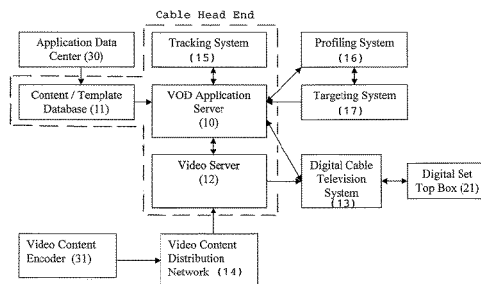 Cable Head End
Application Data
Center (30)
Tracking System
(15)
Profiling System
(16)
Content / Template
Database (11)
VOD Application
Server
(10)
Targeting System
(17)
Video Server
(12)
Digital Cable
Television
System
(13)
Digital Set
Top Box (21)
Video Content
Encoder (31)
Video Content
Distribution
Network (14)